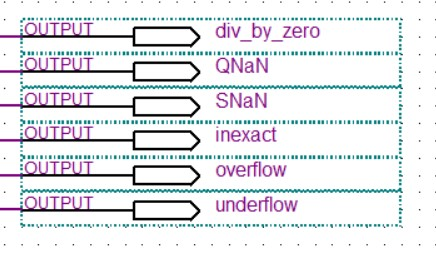 OUTPUT div_by_zero
OUTPUT QNaN
OUTPUT SNaN
OUTPUT inexact
OUTPUT overflow
OUTPUT underflow